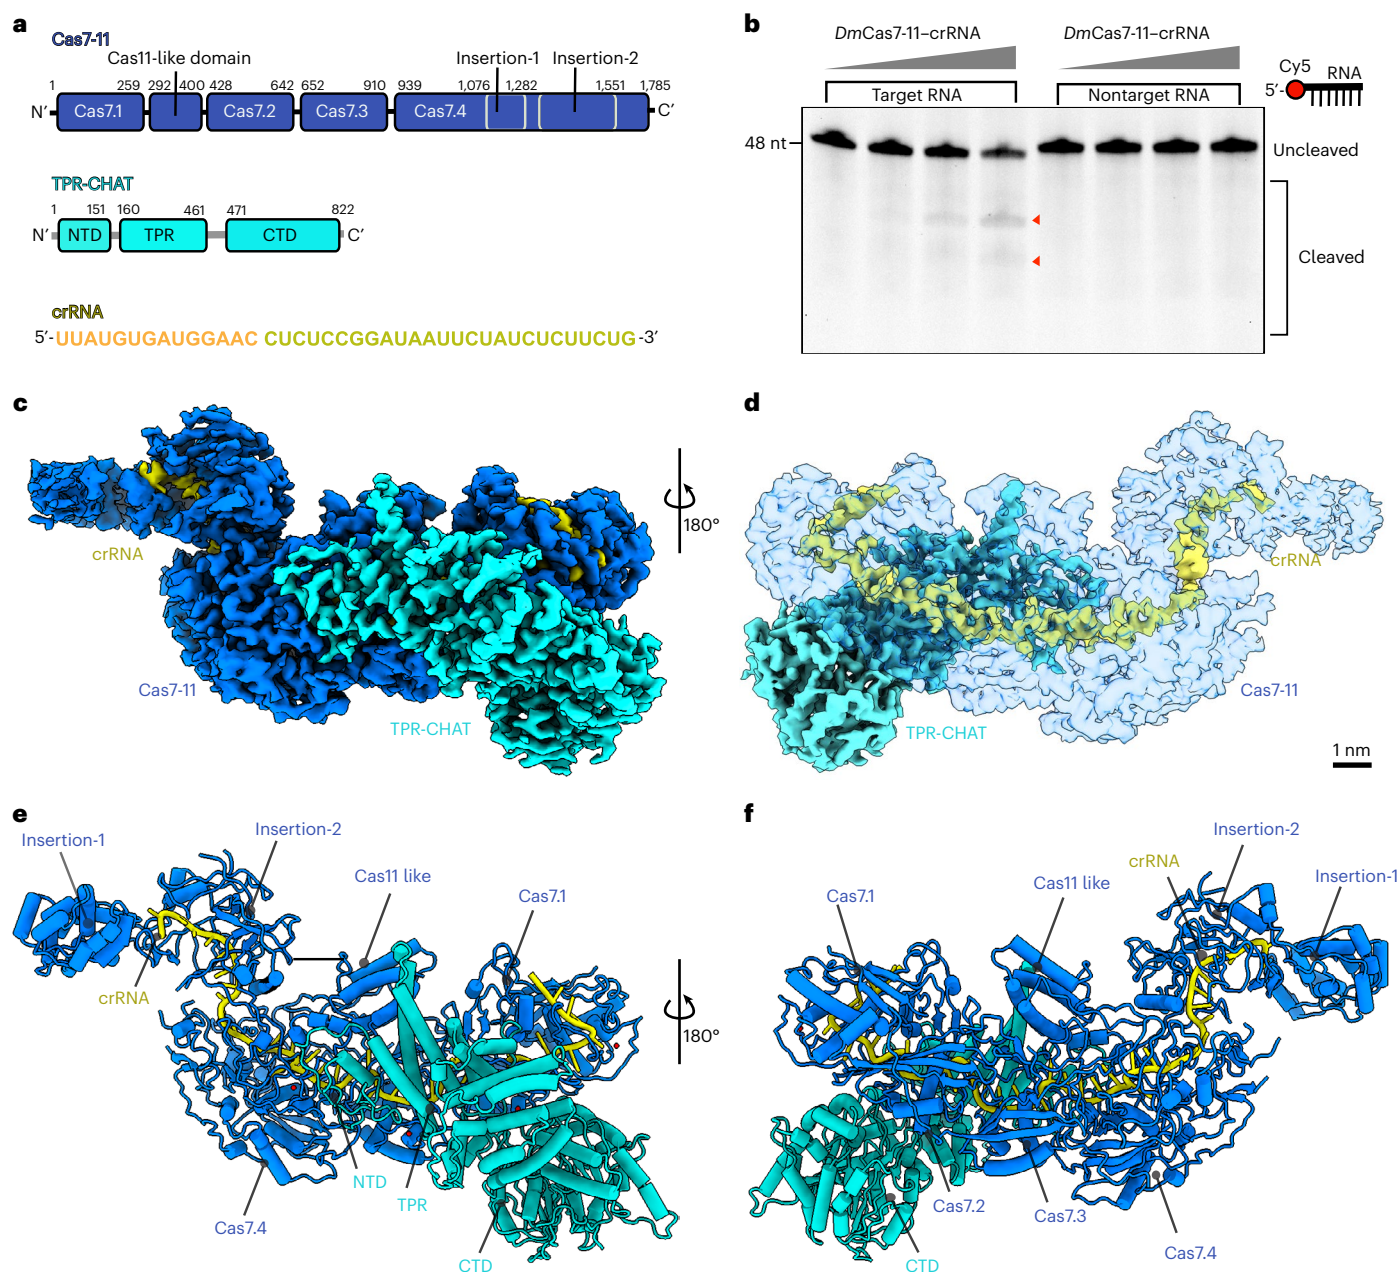 a
Cas7-11
Cas11-like domain Insertion-1 Insertion-2
1 259 292 400 428 642 652 910 939 1,076 1,282 1,551 1,785
N′ Cas7.1 Cas7.2 Cas7.3 Cas7.4 C′
TPR-CHAT
1 151 160 461 471 822
N′ NTD TPR CTD C′
crRNA
5′-UUAUGUGAUGGAAC CUCUCCGGAUAAUUCUAUCUCUUCUG-3′
b
DmCas7-11–crRNA DmCas7-11–crRNA
Target RNA Nontarget RNA
Cy5 RNA
5′-
48 nt
Uncleaved
Cleaved
c
crRNA
Cas7-11
TPR-CHAT
180°
d
crRNA
Cas7-11
TPR-CHAT
1 nm
e
Insertion-1
Insertion-2
Cas11 like
Cas7.1
crRNA
NTD
TPR
Cas7.4
CTD
180°
f
Insertion-2
crRNA
Insertion-1
Cas11 like
Cas7.1
Cas7.2
Cas7.3
Cas7.4
CTD